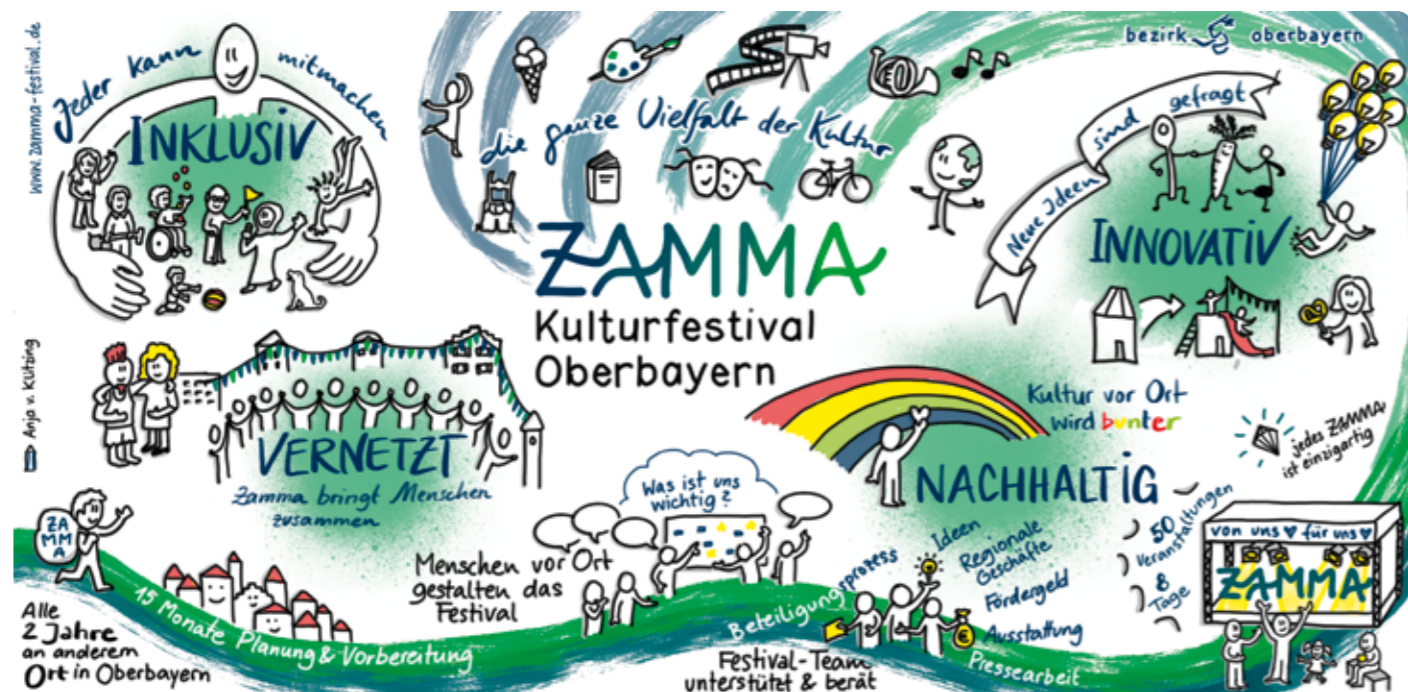 www.zamma-festival.de
Jeder kann mitmachen
INKLUSIV
die ganze Vielfalt der Kultur
ZAMMA
Kulturfestival
Oberbayern
bezirk oberbayern
Neue Ideen sind gefragt
INNOVATIV
Anja v. Kützing
VERNETZT
Zamma bringt Menschen
zusammen
Kultur vor Ort
wird bunter
NACHHALTIG
jedes ZAMMA
ist einzigartig
ZA
MM
A
Alle
2 Jahre
an anderem
Ort in Oberbayern
15 Monate Planung & Vorbereitung
Menschen vor Ort
gestalten das
Festival
Was ist uns
wichtig?
Beteiligungsprozess
Festival-Team
unterstützt & berät
Ideen
Regionale
Geschäfte
Fördergeld
€
Ausstattung
Pressearbeit
50
Veranstaltungen
8
Tage
von uns ♥ für uns ♥
ZAMMA